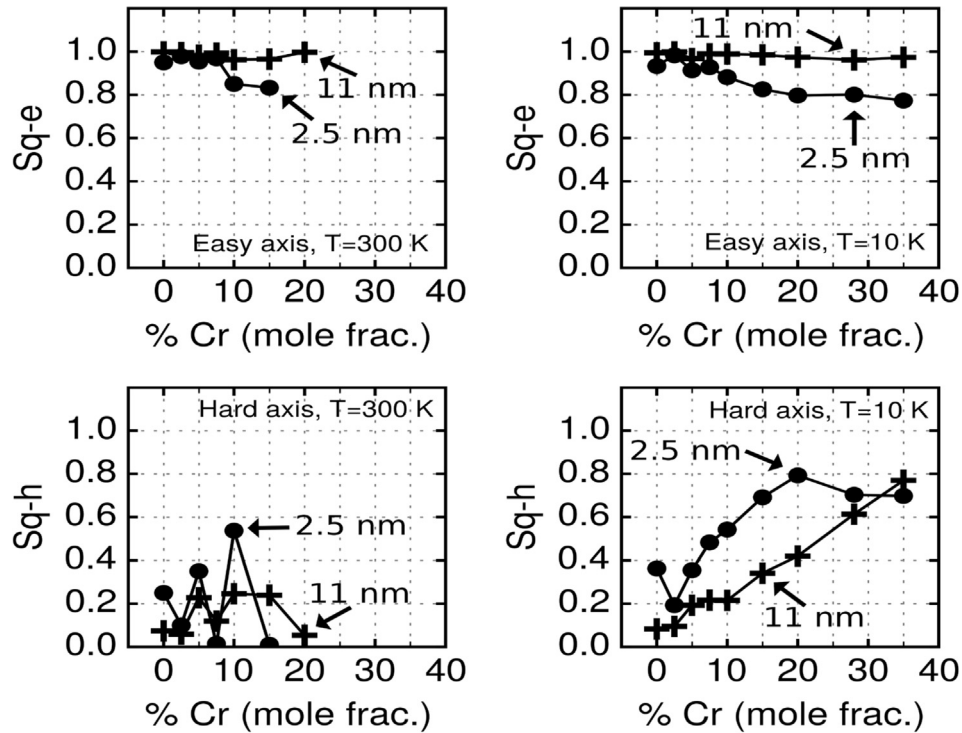 Sq-e
1.0
0.8
0.6
0.4
0.2
0.0
11 nm
2.5 nm
Easy axis, T=300 K
0 10 20 30 40
% Cr (mole frac.)
Sq-e
1.0
0.8
0.6
0.4
0.2
0.0
11 nm
2.5 nm
Easy axis, T=10 K
0 10 20 30 40
% Cr (mole frac.)
Sq-h
1.0
0.8
0.6
0.4
0.2
0.0
Hard axis, T=300 K
2.5 nm
11 nm
0 10 20 30 40
% Cr (mole frac.)
Sq-h
1.0
0.8
0.6
0.4
0.2
0.0
Hard axis, T=10 K
2.5 nm
11 nm
0 10 20 30 40
% Cr (mole frac.)